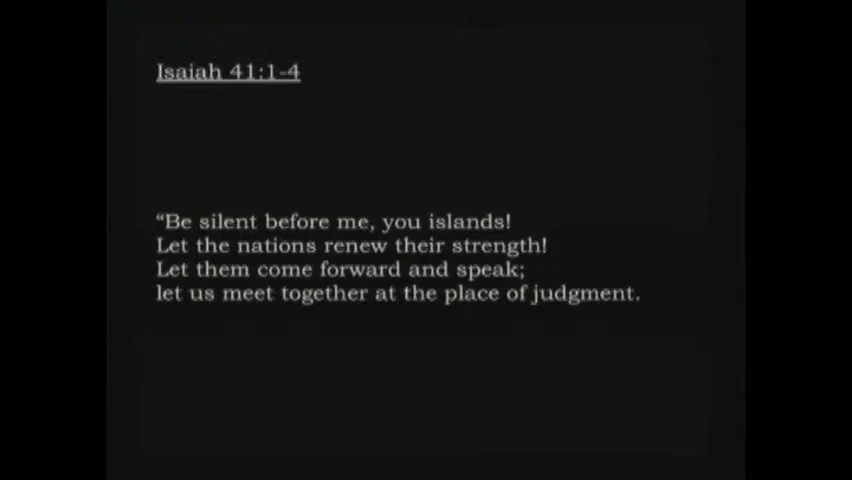 Isaiah 41:1-4
“Be silent before me, you islands!
Let the nations renew their strength!
Let them come forward and speak;
let us meet together at the place of judgment.